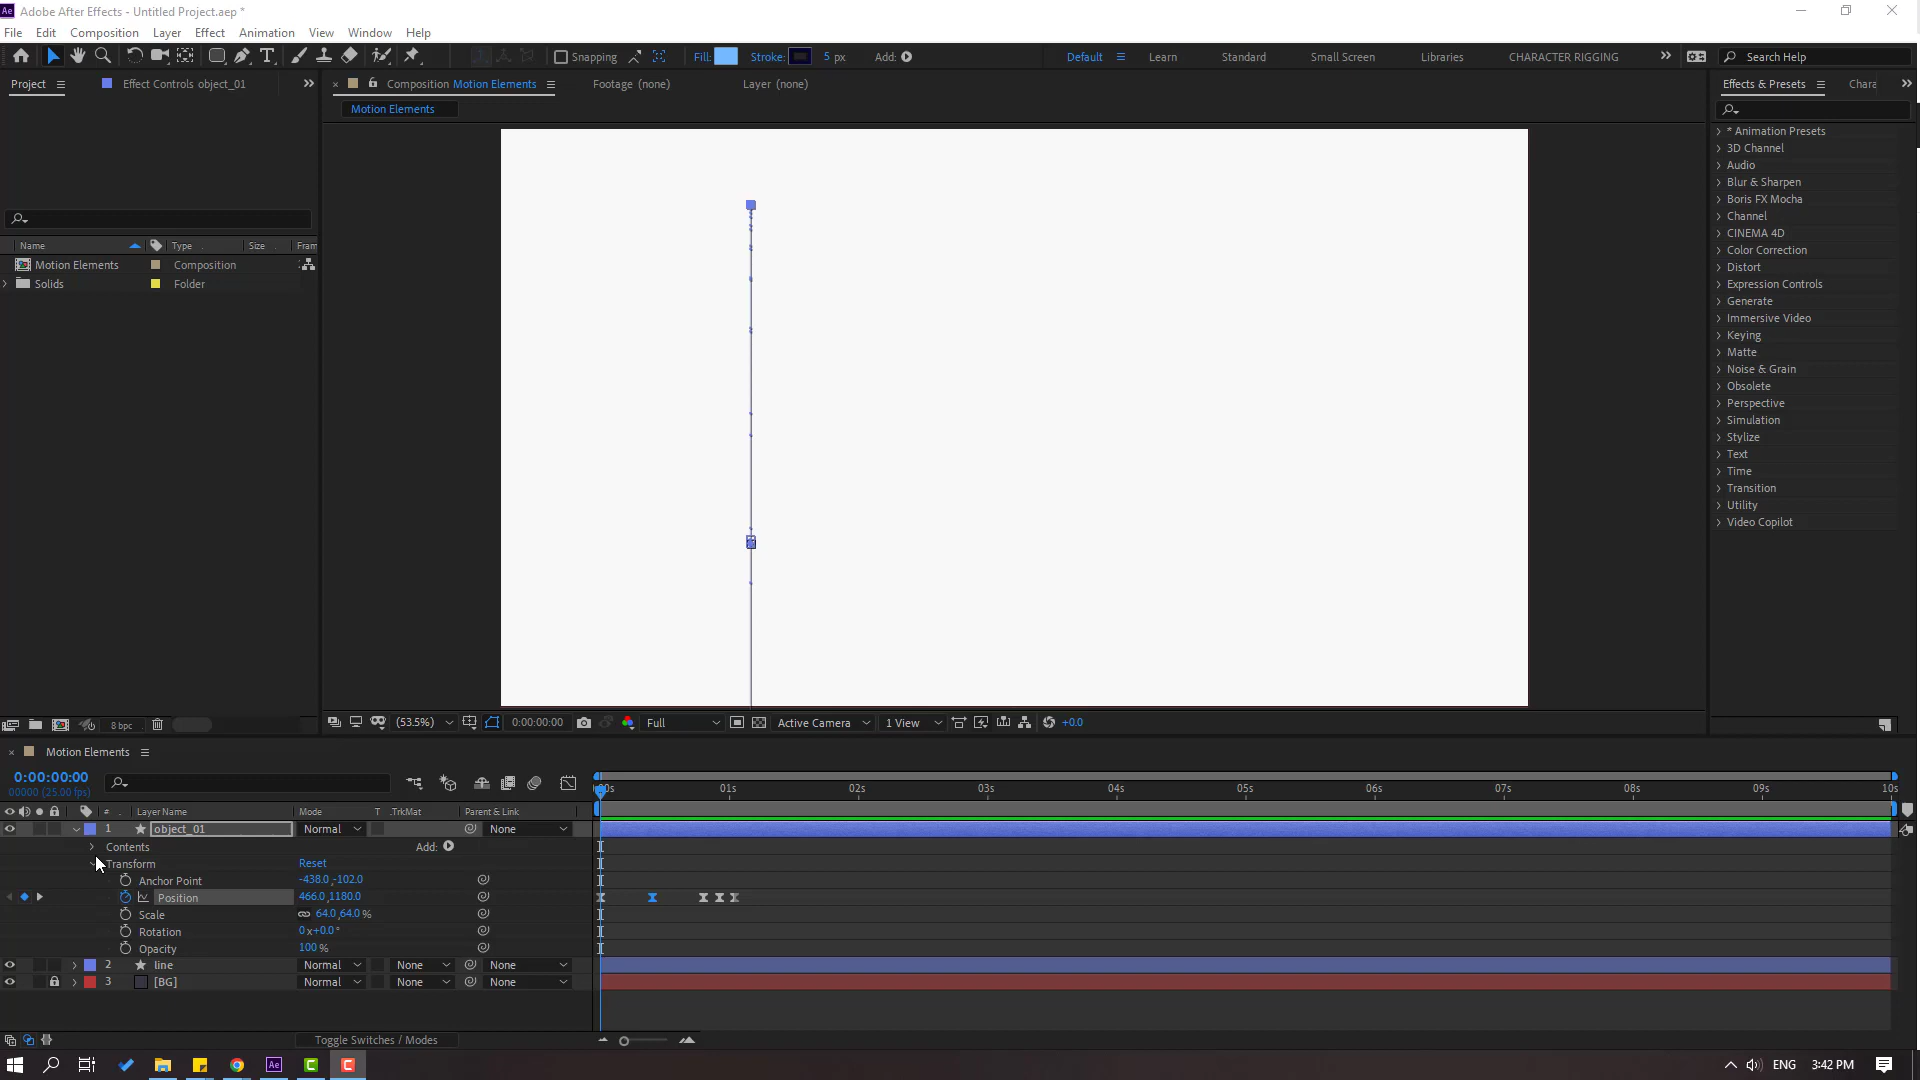 Adobe After Effects - Untitled Project.aep *
File Edit Composition Layer Effect Animation View Window Help
Snapping Fill: Stroke: 5 px Add: Default Learn Standard Small Screen Libraries CHARACTER RIGGING Search Help
Project Effect Controls object_01
Composition Motion Elements Footage (none) Layer (none)
Motion Elements
Effects & Presets Chara
* Animation Presets
3D Channel
Audio
Blur & Sharpen
Boris FX Mocha
Channel
CINEMA 4D
Color Correction
Distort
Expression Controls
Generate
Immersive Video
Keying
Matte
Noise & Grain
Obsolete
Perspective
Simulation
Stylize
Text
Time
Transition
Utility
Video Copilot
Name Type Size Fram
Motion Elements Composition
Solids Folder
8 bpc
(53.5%) 0:00:00:00 Full Active Camera 1 View +0.0
Motion Elements
0:00:00:00
00000 (25.00 fps)
:00s 01s 02s 03s 04s 05s 06s 07s 08s 09s 10s
# Layer Name Mode T .TrkMat Parent & Link
1 object_01 Normal None
Contents Add:
Transform Reset
Anchor Point -438.0,-102.0
Position 466.0,1180.0
Scale 64.0,64.0 %
Rotation 0x+0.0°
Opacity 100 %
2 line Normal None None
3 [BG] Normal None None
Toggle Switches / Modes
Ae C C ENG 3:42 PM